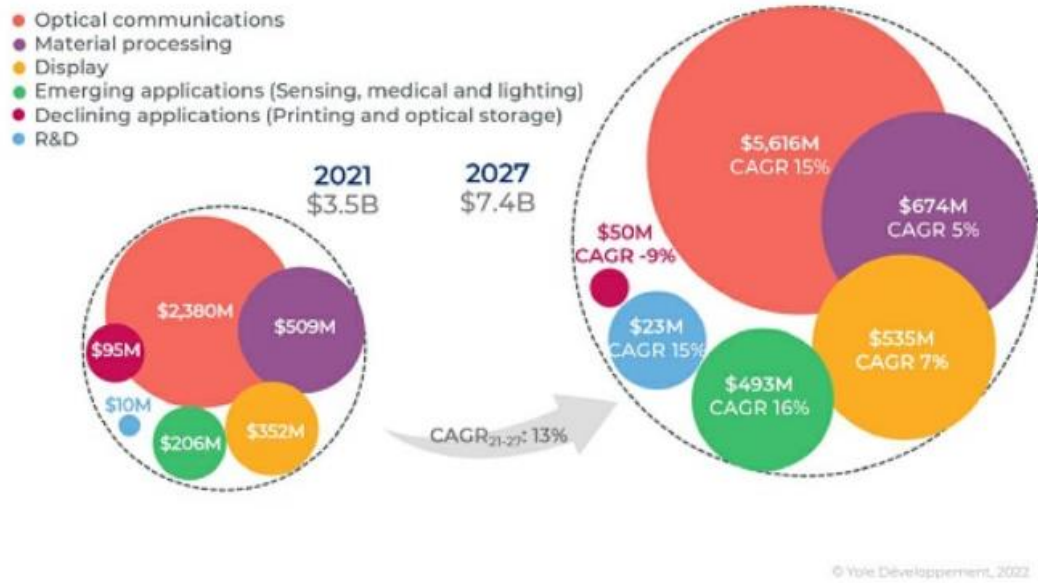 Optical communications
Material processing
Display
Emerging applications (Sensing, medical and lighting)
Declining applications (Printing and optical storage)
R&D
2021
$3.5B
2027
$7.4B
$2,380M
$509M
$95M
$10M
$206M
$352M
CAGR21-27: 13%
$5,616M
CAGR 15%
$674M
CAGR 5%
$50M
CAGR -9%
$23M
CAGR 15%
$535M
CAGR 7%
$493M
CAGR 16%
© Yole Développement, 2022